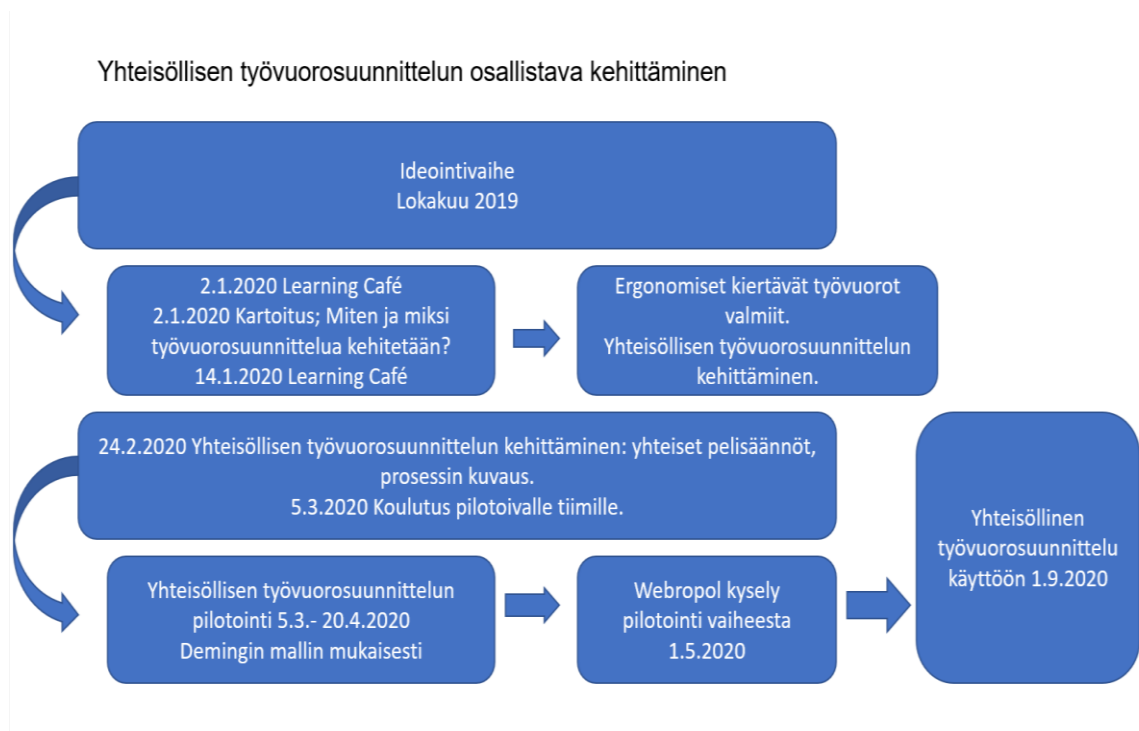 Yhteisöllisen työvuorosuunnittelun osallistava kehittäminen
Ideointivaihe
Lokakuu 2019
2.1.2020 Learning Café
2.1.2020 Kartoitus; Miten ja miksi
työvuorosuunnittelua kehitetään?
14.1.2020 Learning Café
Ergonomiset kiertävät työvuorot
valmiit.
Yhteisöllisen työvuorosuunnittelun
kehittäminen.
24.2.2020 Yhteisöllisen työvuorosuunnittelun kehittäminen: yhteiset pelisäännöt,
prosessin kuvaus.
5.3.2020 Koulutus pilotoivalle tiimille.
Yhteisöllisen työvuorosuunnittelun
pilotointi 5.3.- 20.4.2020
Demingin mallin mukaisesti
Webropol kysely
pilotointi vaiheesta
1.5.2020
Yhteisöllinen
työvuorosuunnittelu
käyttöön 1.9.2020